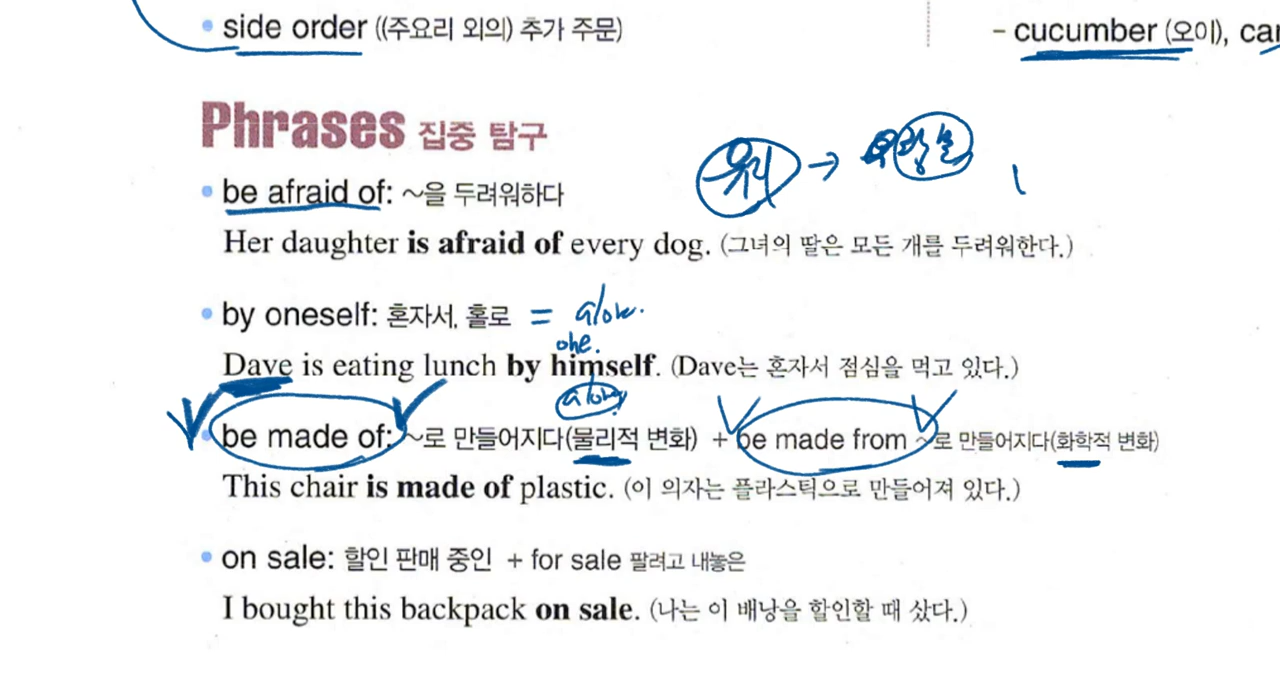 side order ((주요리 외의) 추가 주문)
– cucumber (오이),
Phrases 집중 탐구
be afraid of: ~을 두려워하다
Her daughter is afraid of every dog. (그녀의 딸은 모든 개를 두려워한다.)
by oneself: 혼자서, 홀로 = alone.
one.
Dave is eating lunch by himself. (Dave는 혼자서 점심을 먹고 있다.)
alone
be made of: ~로 만들어지다(물리적 변화) + be made from ~로 만들어지다(화학적 변화)
This chair is made of plastic. (이 의자는 플라스틱으로 만들어져 있다.)
on sale: 할인 판매 중인 + for sale 팔려고 내놓은
I bought this backpack on sale. (나는 이 배낭을 할인할 때 샀다.)